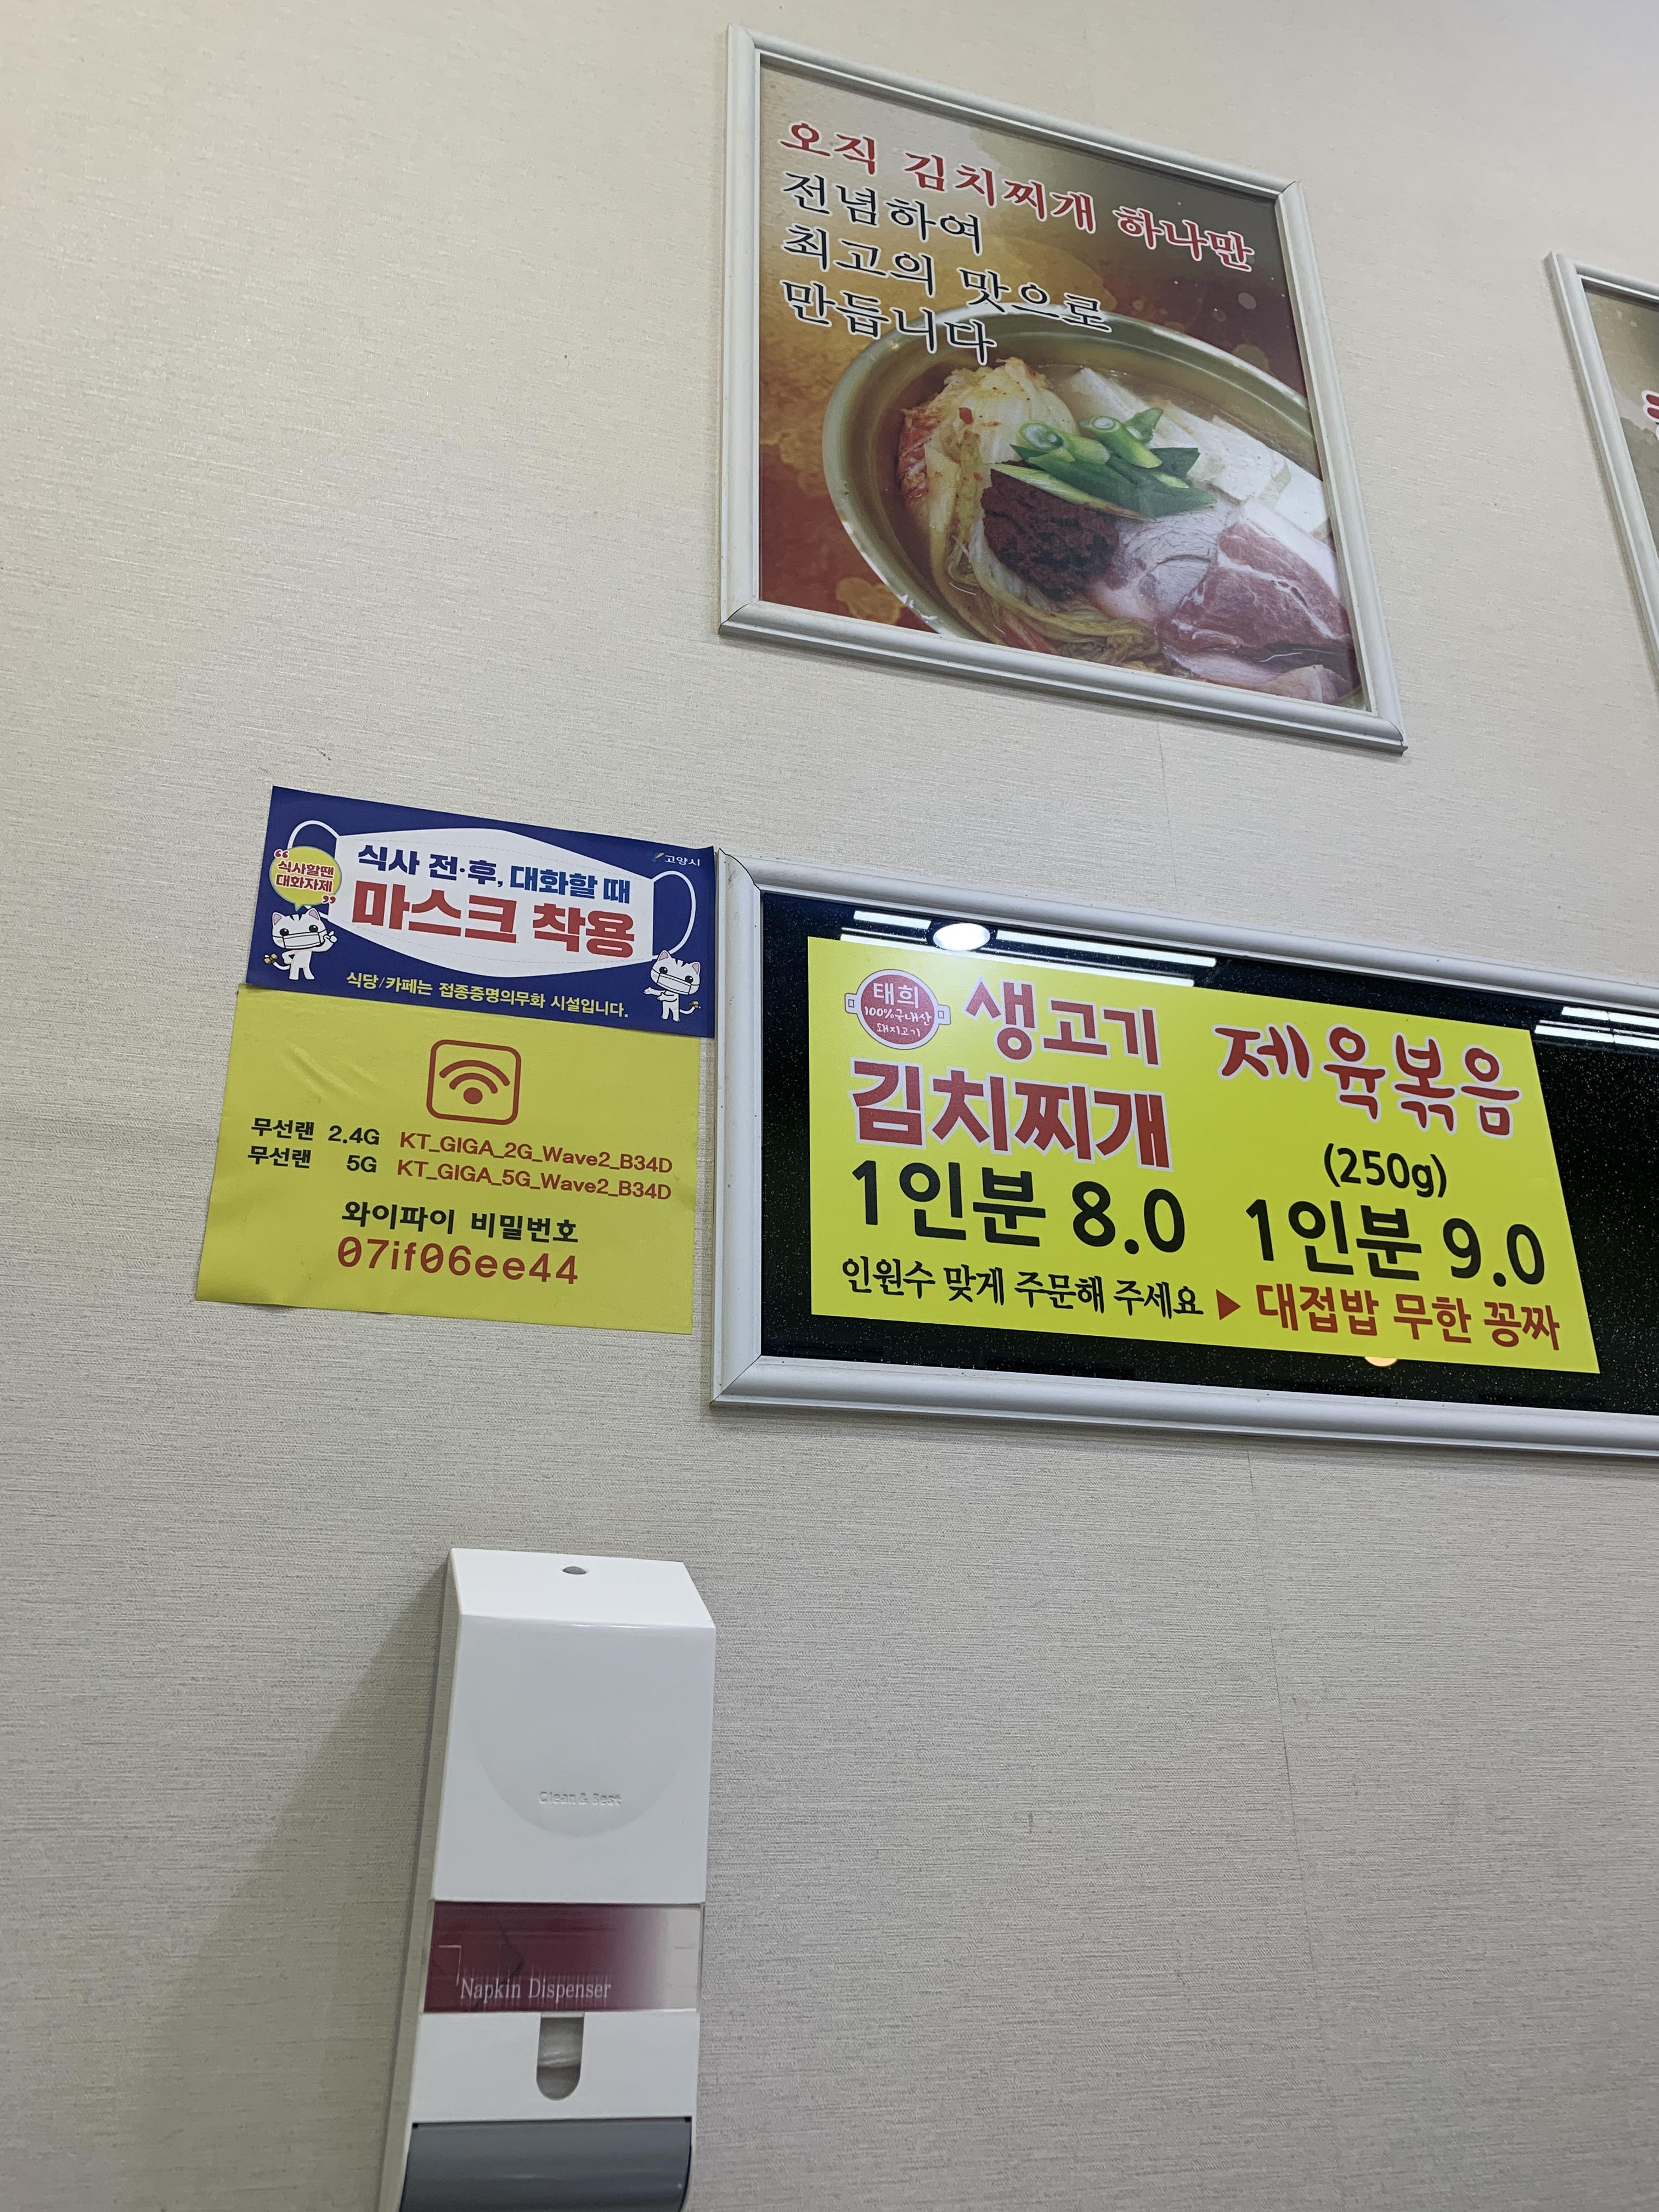 오직 김치찌개 하나만
전념하여
최고의 맛으로
만듭니다
고양시
식사할땐
대화자제
식사 전·후, 대화할 때
마스크 착용
식당/카페는 접종증명의무화 시설입니다.
무선랜 2.4G KT_GIGA_2G_Wave2_B34D
무선랜 5G KT_GIGA_5G_Wave2_B34D
와이파이 비밀번호
07if06ee44
태희
100%국내산
돼지고기
생고기
김치찌개
1인분 8.0
제육볶음
(250g)
1인분 9.0
인원수 맞게 주문해 주세요 ▶ 대접밥 무한 꽁짜
Clean & Best
Napkin Dispenser